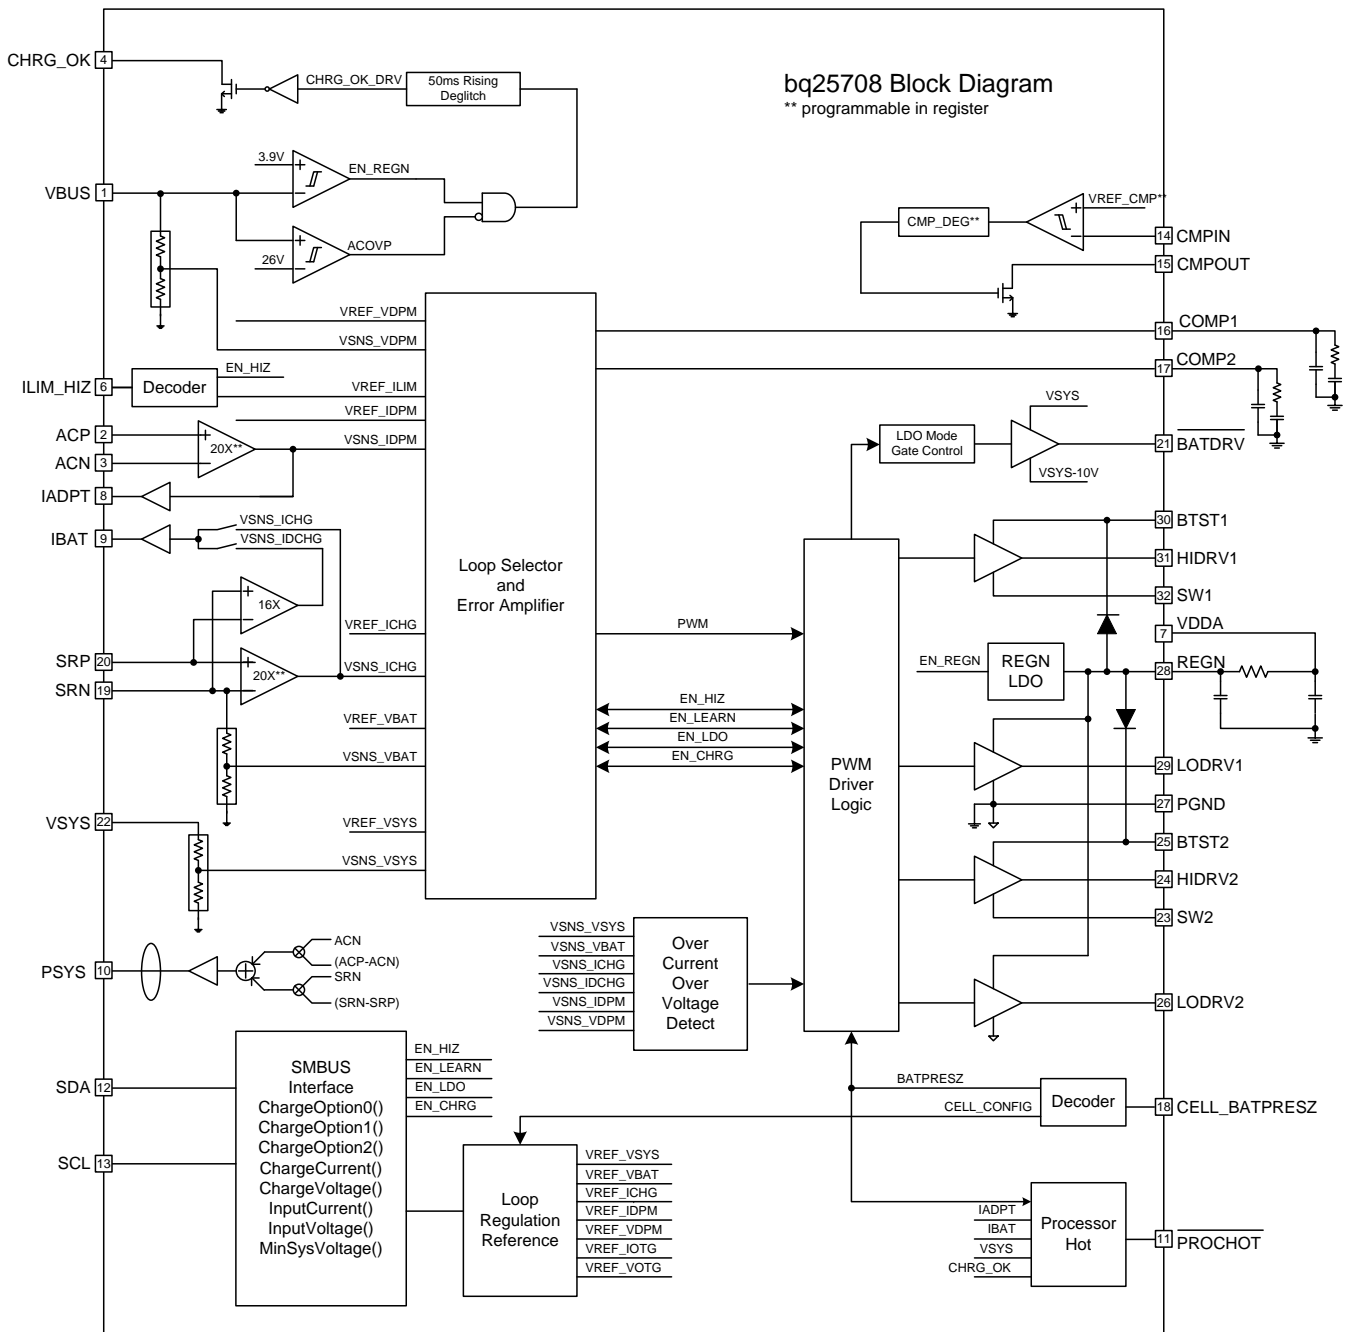 bq25708 Block Diagram
** programmable in register
CHRG_OK
4
CHRG_OK_DRV
50ms Rising
Deglitch
3.9V
EN_REGN
VBUS
1
ACOVP
26V
+
−
+
−
VREF_CMP**
CMP_DEG**
+
−
14
CMPIN
15
CMPOUT
VREF_VDPM
VSNS_VDPM
16
COMP1
17
COMP2
ILIM_HIZ
6
Decoder
EN_HIZ
VREF_ILIM
VREF_IDPM
ACP
2
+
20X**
−
VSNS_IDPM
ACN
3
IADPT
8
IBAT
9
VSNS_ICHG
VSNS_IDCHG
+
16X
−
VREF_ICHG
SRP
20
+
20X**
−
VSNS_ICHG
SRN
19
VREF_VBAT
VSNS_VBAT
VSYS
22
VREF_VSYS
VSNS_VSYS
Loop Selector
and
Error Amplifier
PWM
EN_HIZ
EN_LEARN
EN_LDO
EN_CHRG
PWM
Driver
Logic
LDO Mode
Gate Control
VSYS
VSYS-10V
21
BATDRV
30
BTST1
31
HIDRV1
32
SW1
7
VDDA
EN_REGN
REGN
LDO
28
REGN
29
LODRV1
27
PGND
25
BTST2
24
HIDRV2
23
SW2
26
LODRV2
PSYS
10
ACN
(ACP-ACN)
SRN
(SRN-SRP)
VSNS_VSYS
VSNS_VBAT
VSNS_ICHG
VSNS_IDCHG
VSNS_IDPM
VSNS_VDPM
Over
Current
Over
Voltage
Detect
SDA
12
SCL
13
SMBUS
Interface
ChargeOption0()
ChargeOption1()
ChargeOption2()
ChargeCurrent()
ChargeVoltage()
InputCurrent()
InputVoltage()
MinSysVoltage()
EN_HIZ
EN_LEARN
EN_LDO
EN_CHRG
BATPRESZ
CELL_CONFIG
Decoder
18
CELL_BATPRESZ
Loop
Regulation
Reference
VREF_VSYS
VREF_VBAT
VREF_ICHG
VREF_IDPM
VREF_VDPM
VREF_IOTG
VREF_VOTG
IADPT
IBAT
VSYS
CHRG_OK
Processor
Hot
11
PROCHOT